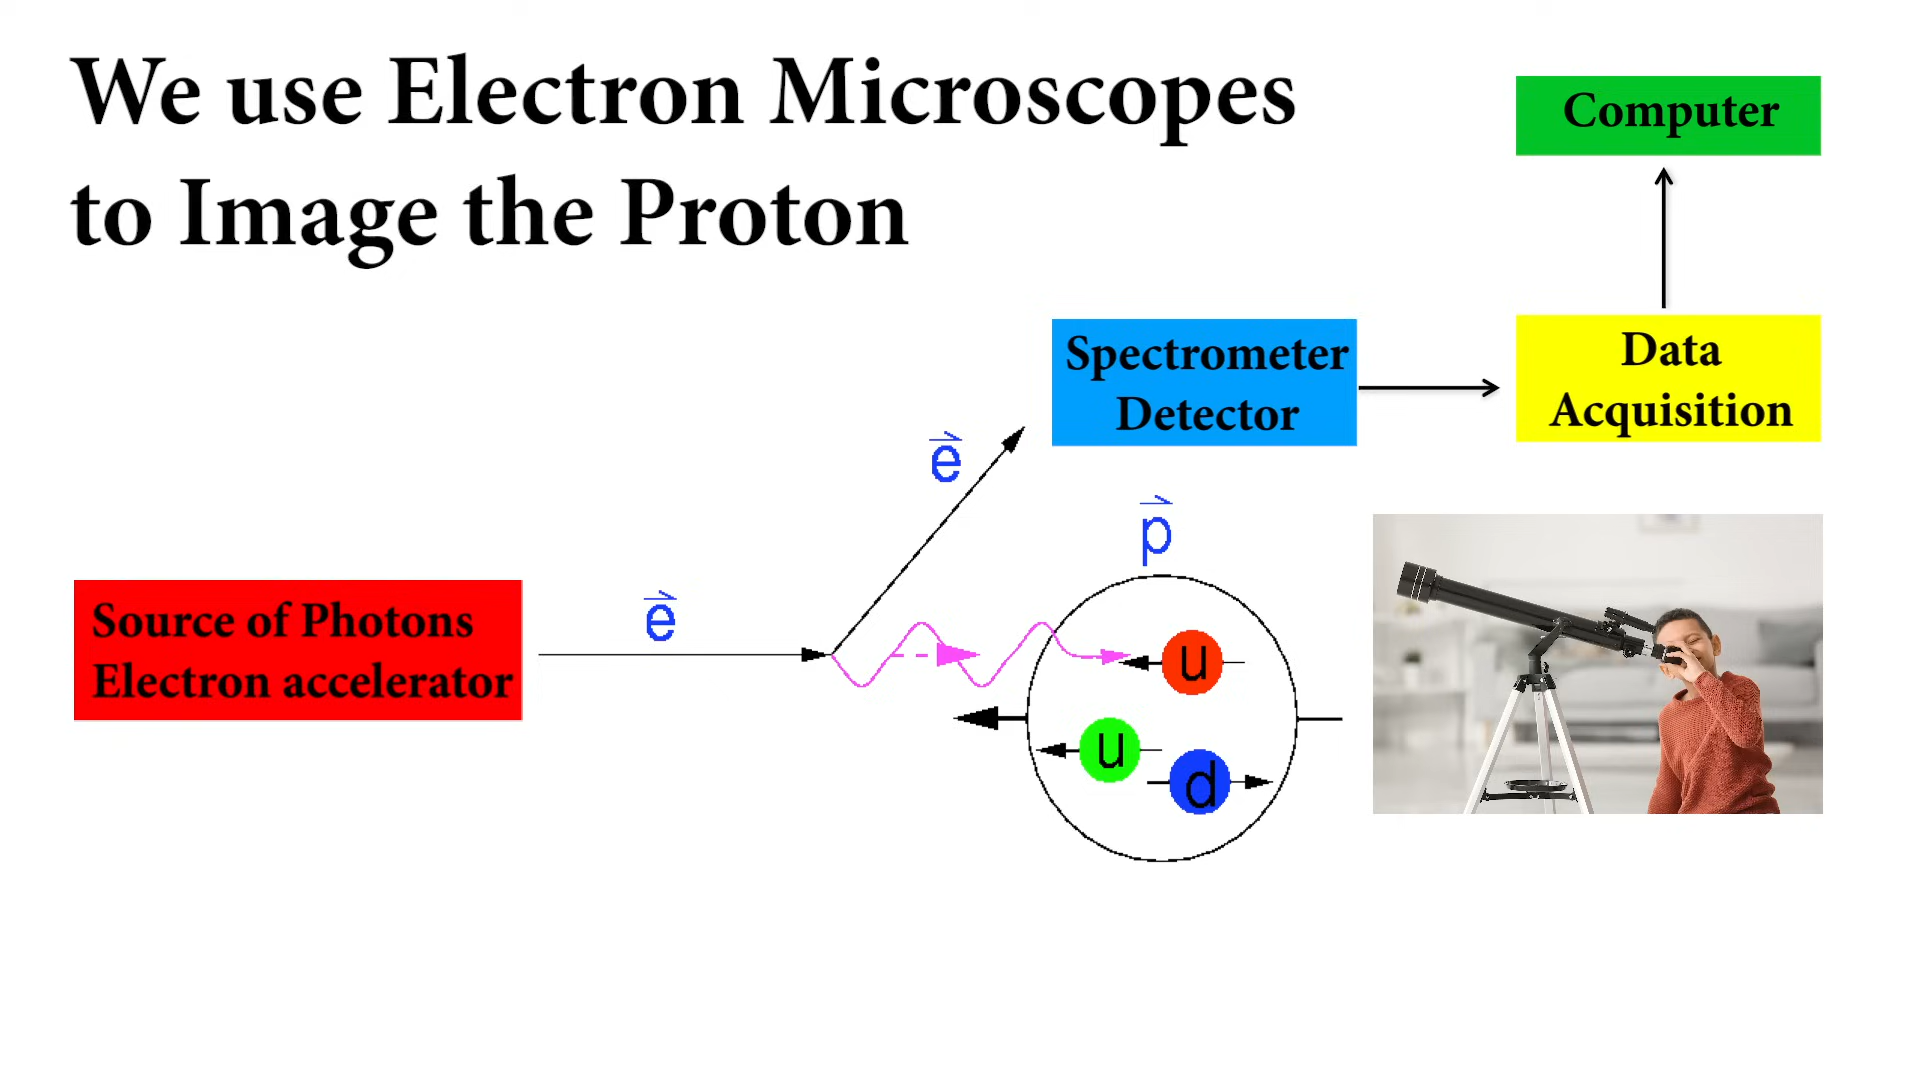 We use Electron Microscopes
to Image the Proton
Computer
Spectrometer
Detector
Data
Acquisition
e
p
Source of Photons
Electron accelerator
e
u
u
d